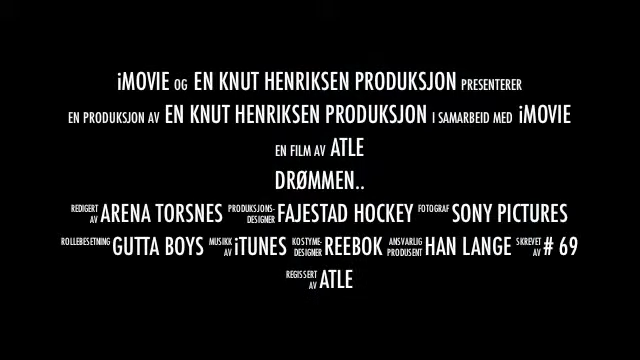 iMOVIE OG EN KNUT HENRIKSEN PRODUKSJON PRESENTERER
EN PRODUKSJON AV EN KNUT HENRIKSEN PRODUKSJON I SAMARBEID MED iMOVIE
EN FILM AV ATLE
DRØMMEN..
REDIGERT AV ARENA TORSNES PRODUKSJONS-DESIGNER FAJESTAD HOCKEY FOTOGRAF SONY PICTURES
ROLLEBESETNING GUTTA BOYS MUSIKK AV iTUNES KOSTYME-DESIGNER REEBOK ANSVARLIG PRODUSENT HAN LANGE SKREVET AV # 69
REGISSERT AV ATLE